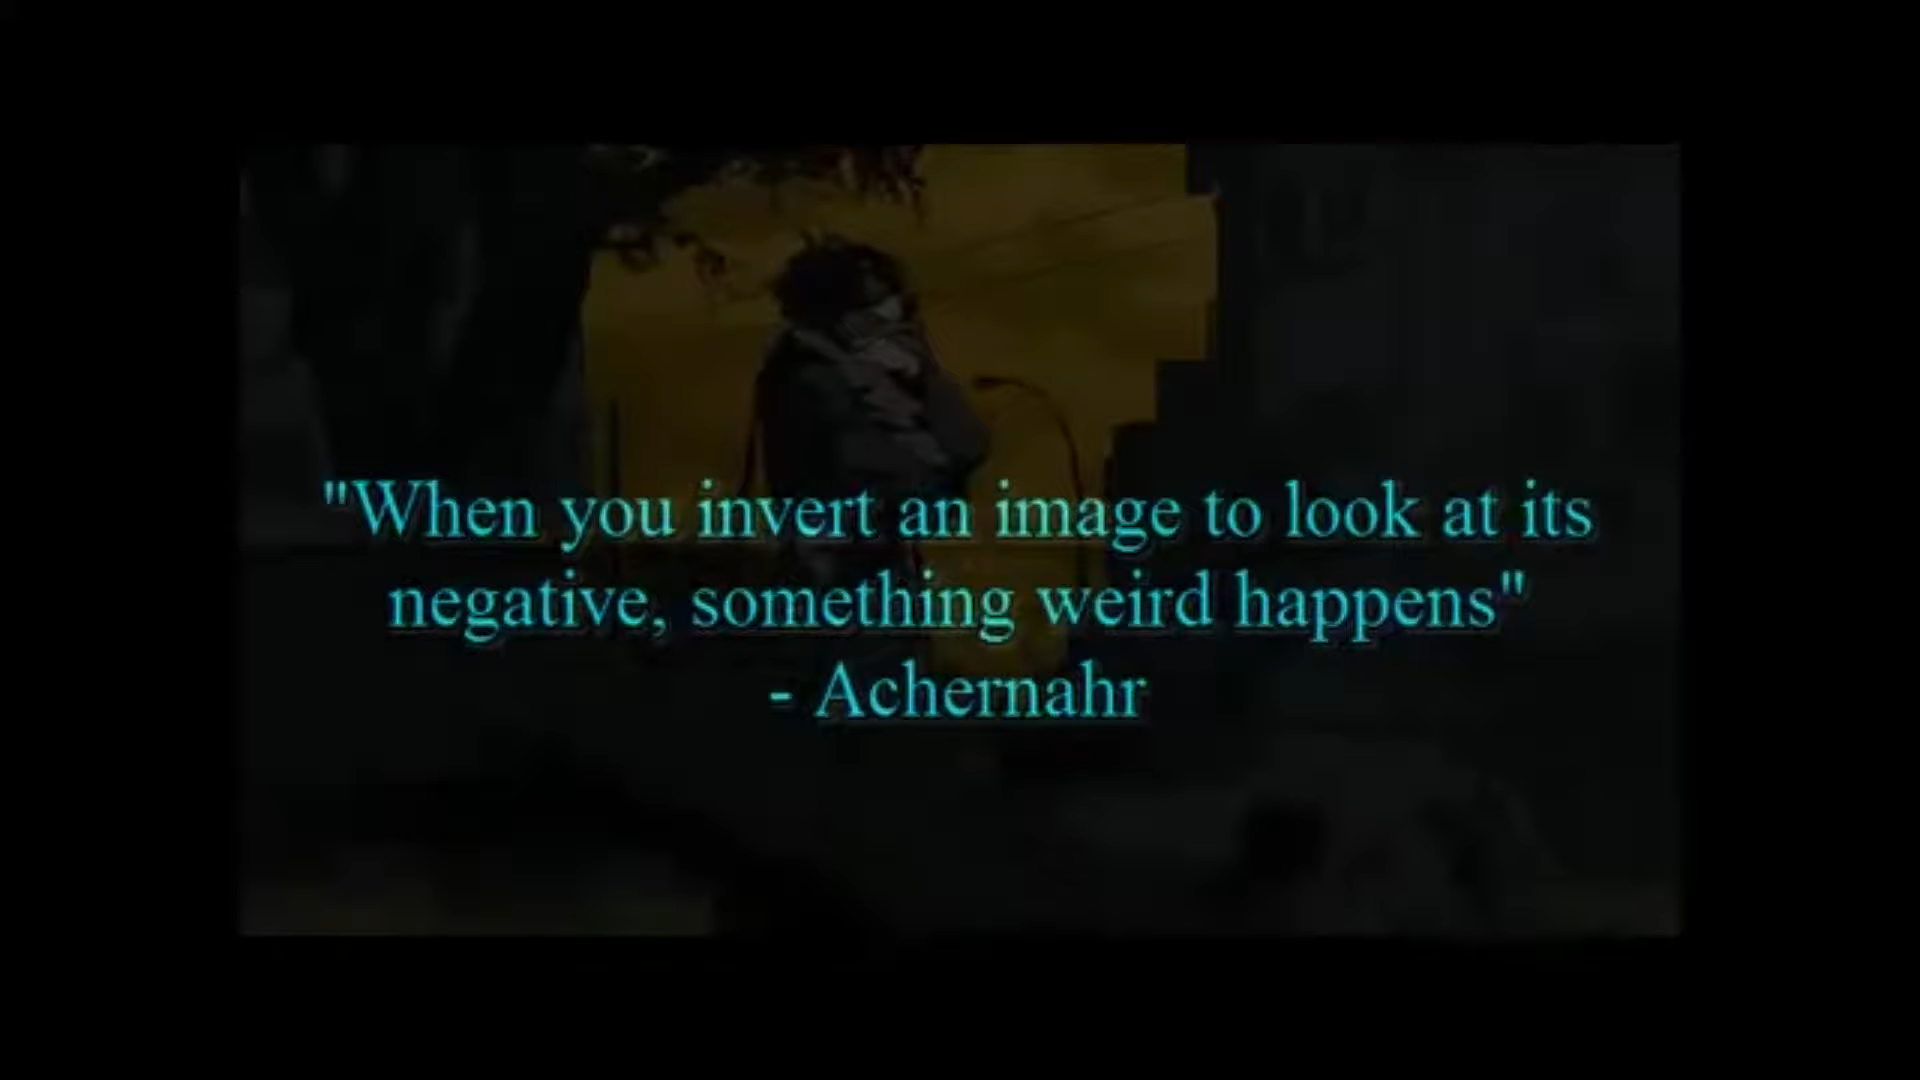 "When you invert an image to look at its
negative, something weird happens"
- Achernahr